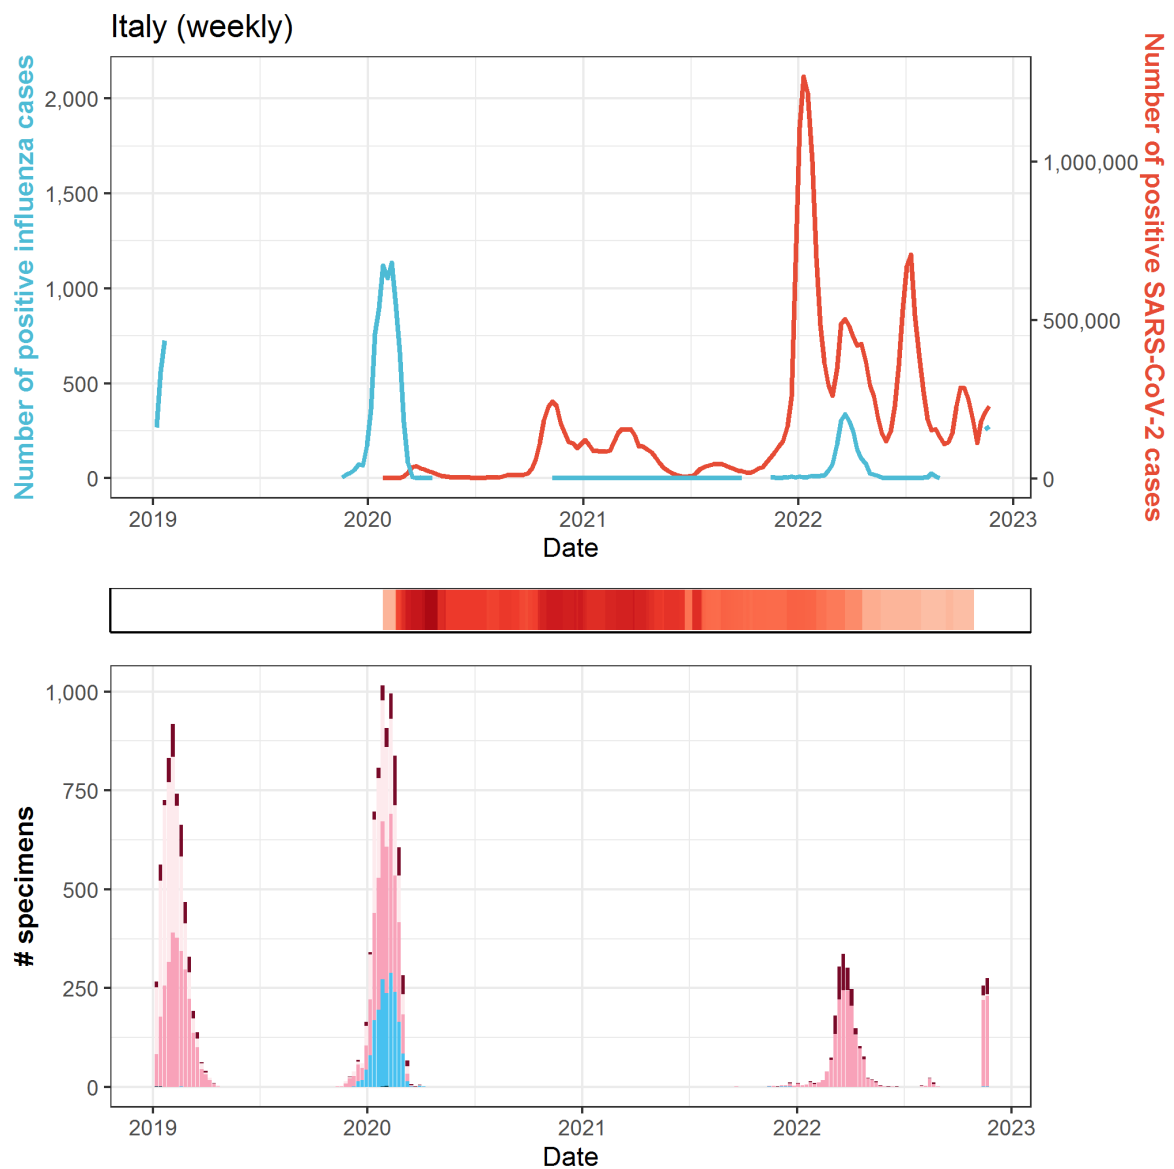 Italy (weekly)
Number of positive influenza cases
2,000
1,500
1,000
500
0
Number of positive SARS-CoV-2 cases
1,000,000
500,000
0
2019 2020 2021 2022 2023
Date
# specimens
1,000
750
500
250
0
2019 2020 2021 2022 2023
Date